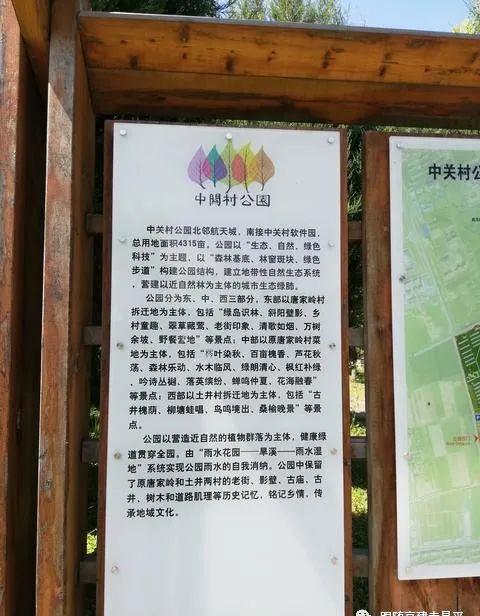 中關村公园
中关村公园北邻航天城，南接中关村软件园，
总用地面积4315亩，公园以“生态、自然、绿色
科技”为主题，以“森林基底、林窗斑块、绿色
步道”构建公园结构，建立地带性自然生态系统
，营建以近自然林为主体的城市生态绿肺。
公园分为东、中、西三部分，东部以唐家岭村
拆迁地为主体，包括“绿岛识林、斜阳壁影、乡
村童趣、翠草藏莺、老街印象、清歌如烟、万树
余坡、野餐营地”等景点；中部以原唐家岭村菜
地为主体，包括“叶染秋、百亩槐香、芦花秋
荡、森林乐动、水木临风、绿朗清心、枫红补绿
、吟诗丛樾、落英缤纷、蝉鸣仲夏、花海融春”
等景点；西部以土井村拆迁地为主体，包括“古
井槐荫、柳塘蛙唱、鸟鸣境出、桑榆晚景”等景
点。
公园以营造近自然的植物群落为主体，健康绿
道贯穿全园。由“雨水花园——旱溪——雨水湿
地”系统实现公园雨水的自我消纳。公园中保留
了原唐家岭和土井两村的老街、影壁、古庙、古
井、树木和道路肌理等历史记忆，铭记乡情，传
承地域文化。
中关村公